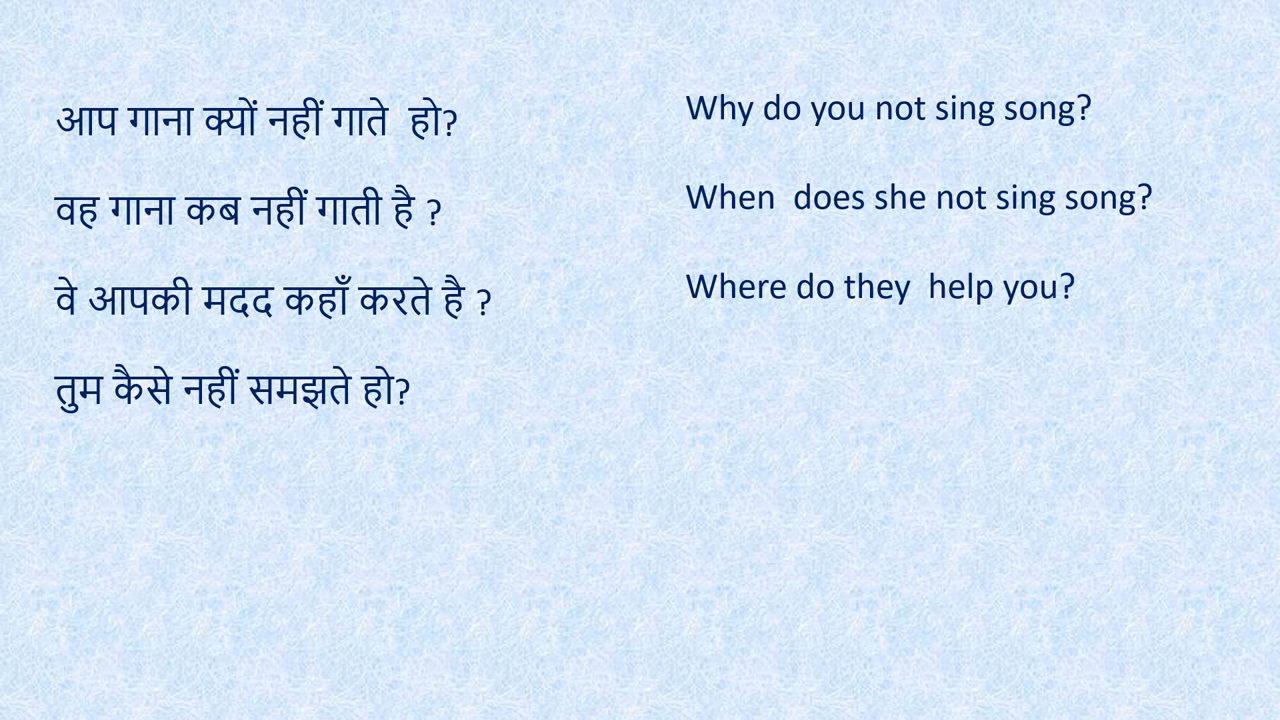 आप गाना क्यों नहीं गाते हो?
वह गाना कब नहीं गाती है ?
वे आपकी मदद कहाँ करते है ?
तुम कैसे नहीं समझते हो?
Why do you not sing song?
When does she not sing song?
Where do they help you?